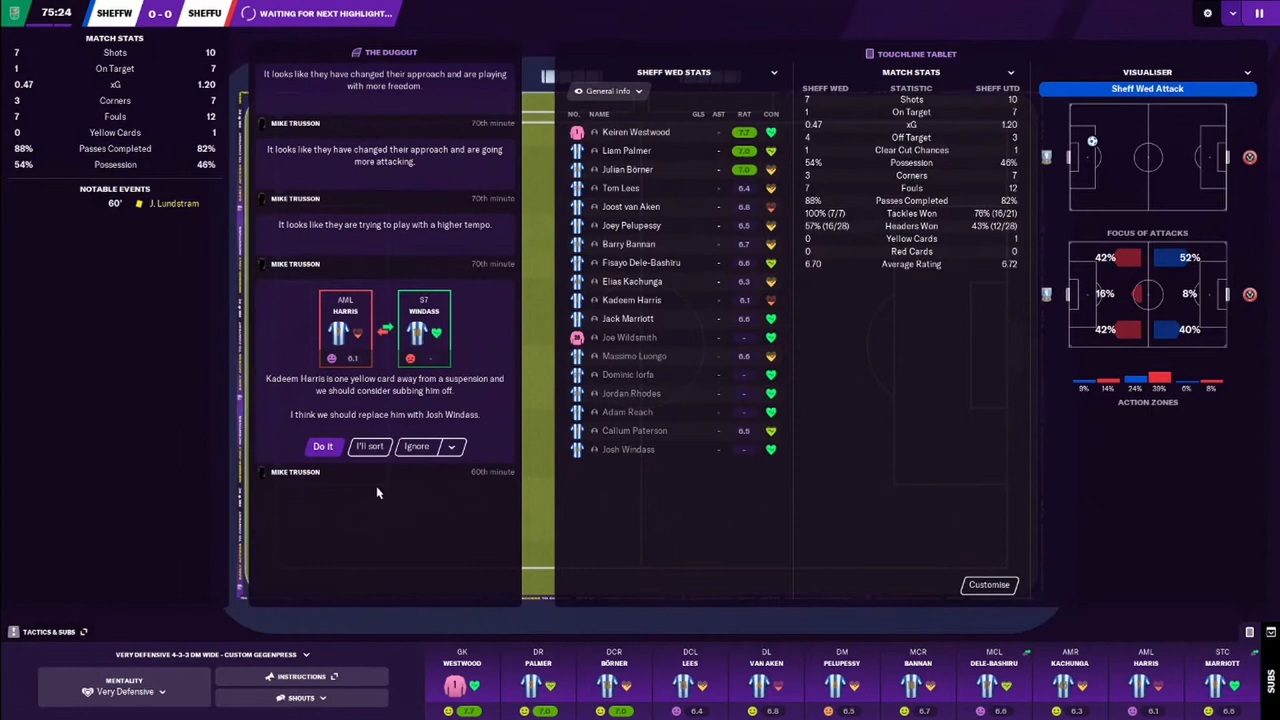 75:24 SHEFFW 0 - 0 SHEFFU WAITING FOR NEXT HIGHLIGHT...
MATCH STATS
7 Shots 10
1 On Target 7
0.47 xG 1.20
3 Corners 7
7 Fouls 12
0 Yellow Cards 1
88% Passes Completed 82%
54% Possession 46%
NOTABLE EVENTS
60' J. Lundstram
THE DUGOUT
It looks like they have changed their approach and are playing
with more freedom.
MIKE TRUSSON 70th minute
It looks like they have changed their approach and are going
more attacking.
MIKE TRUSSON 70th minute
It looks like they are trying to play with a higher tempo.
MIKE TRUSSON 70th minute
AML S7
HARRIS WINDASS
6.1 -
Kadeem Harris is one yellow card away from a suspension and
we should consider subbing him off.
I think we should replace him with Josh Windass.
Do It I'll sort Ignore
MIKE TRUSSON 60th minute
TOUCHLINE TABLET
SHEFF WED STATS
General Info
NO. NAME GLS AST RAT CON
1 Keiren Westwood - - 7.7
Liam Palmer - - 7.0
Julian Börner - - 7.0
Tom Lees - - 6.4
Joost van Aken - - 6.8
Joey Pelupessy - - 6.5
Barry Bannan - - 6.7
Fisayo Dele-Bashiru - - 6.6
Elias Kachunga - - 6.3
Kadeem Harris - - 6.1
Jack Marriott - - 6.6
Joe Wildsmith - - -
Massimo Luongo - - 6.6
Dominic Iorfa - - -
Jordan Rhodes - - -
Adam Reach - - -
Callum Paterson - - 6.5
Josh Windass - - -
MATCH STATS
SHEFF WED STATISTIC SHEFF UTD
7 Shots 10
1 On Target 7
0.47 xG 1.20
4 Off Target 3
1 Clear Cut Chances 1
54% Possession 46%
3 Corners 7
7 Fouls 12
88% Passes Completed 82%
100% (7/7) Tackles Won 76% (16/21)
57% (16/28) Headers Won 43% (12/28)
0 Yellow Cards 1
0 Red Cards 0
6.70 Average Rating 6.72
Customise
VISUALISER
Sheff Wed Attack
FOCUS OF ATTACKS
42% 52%
16% 8%
42% 40%
9% 14% 24% 39% 6% 8%
ACTION ZONES
TACTICS & SUBS
VERY DEFENSIVE 4-3-3 DM WIDE - CUSTOM GEGENPRESS
MENTALITY
Very Defensive
INSTRUCTIONS
SHOUTS
GK DR DCR DCL DL DM MCR MCL AMR AML STC
WESTWOOD PALMER BÖRNER LEES VAN AKEN PELUPESSY BANNAN DELE-BASHIRU KACHUNGA HARRIS MARRIOTT
1
7.7 7.0 7.0 6.4 6.8 6.5 6.7 6.6 6.3 6.1 6.6
SUBS